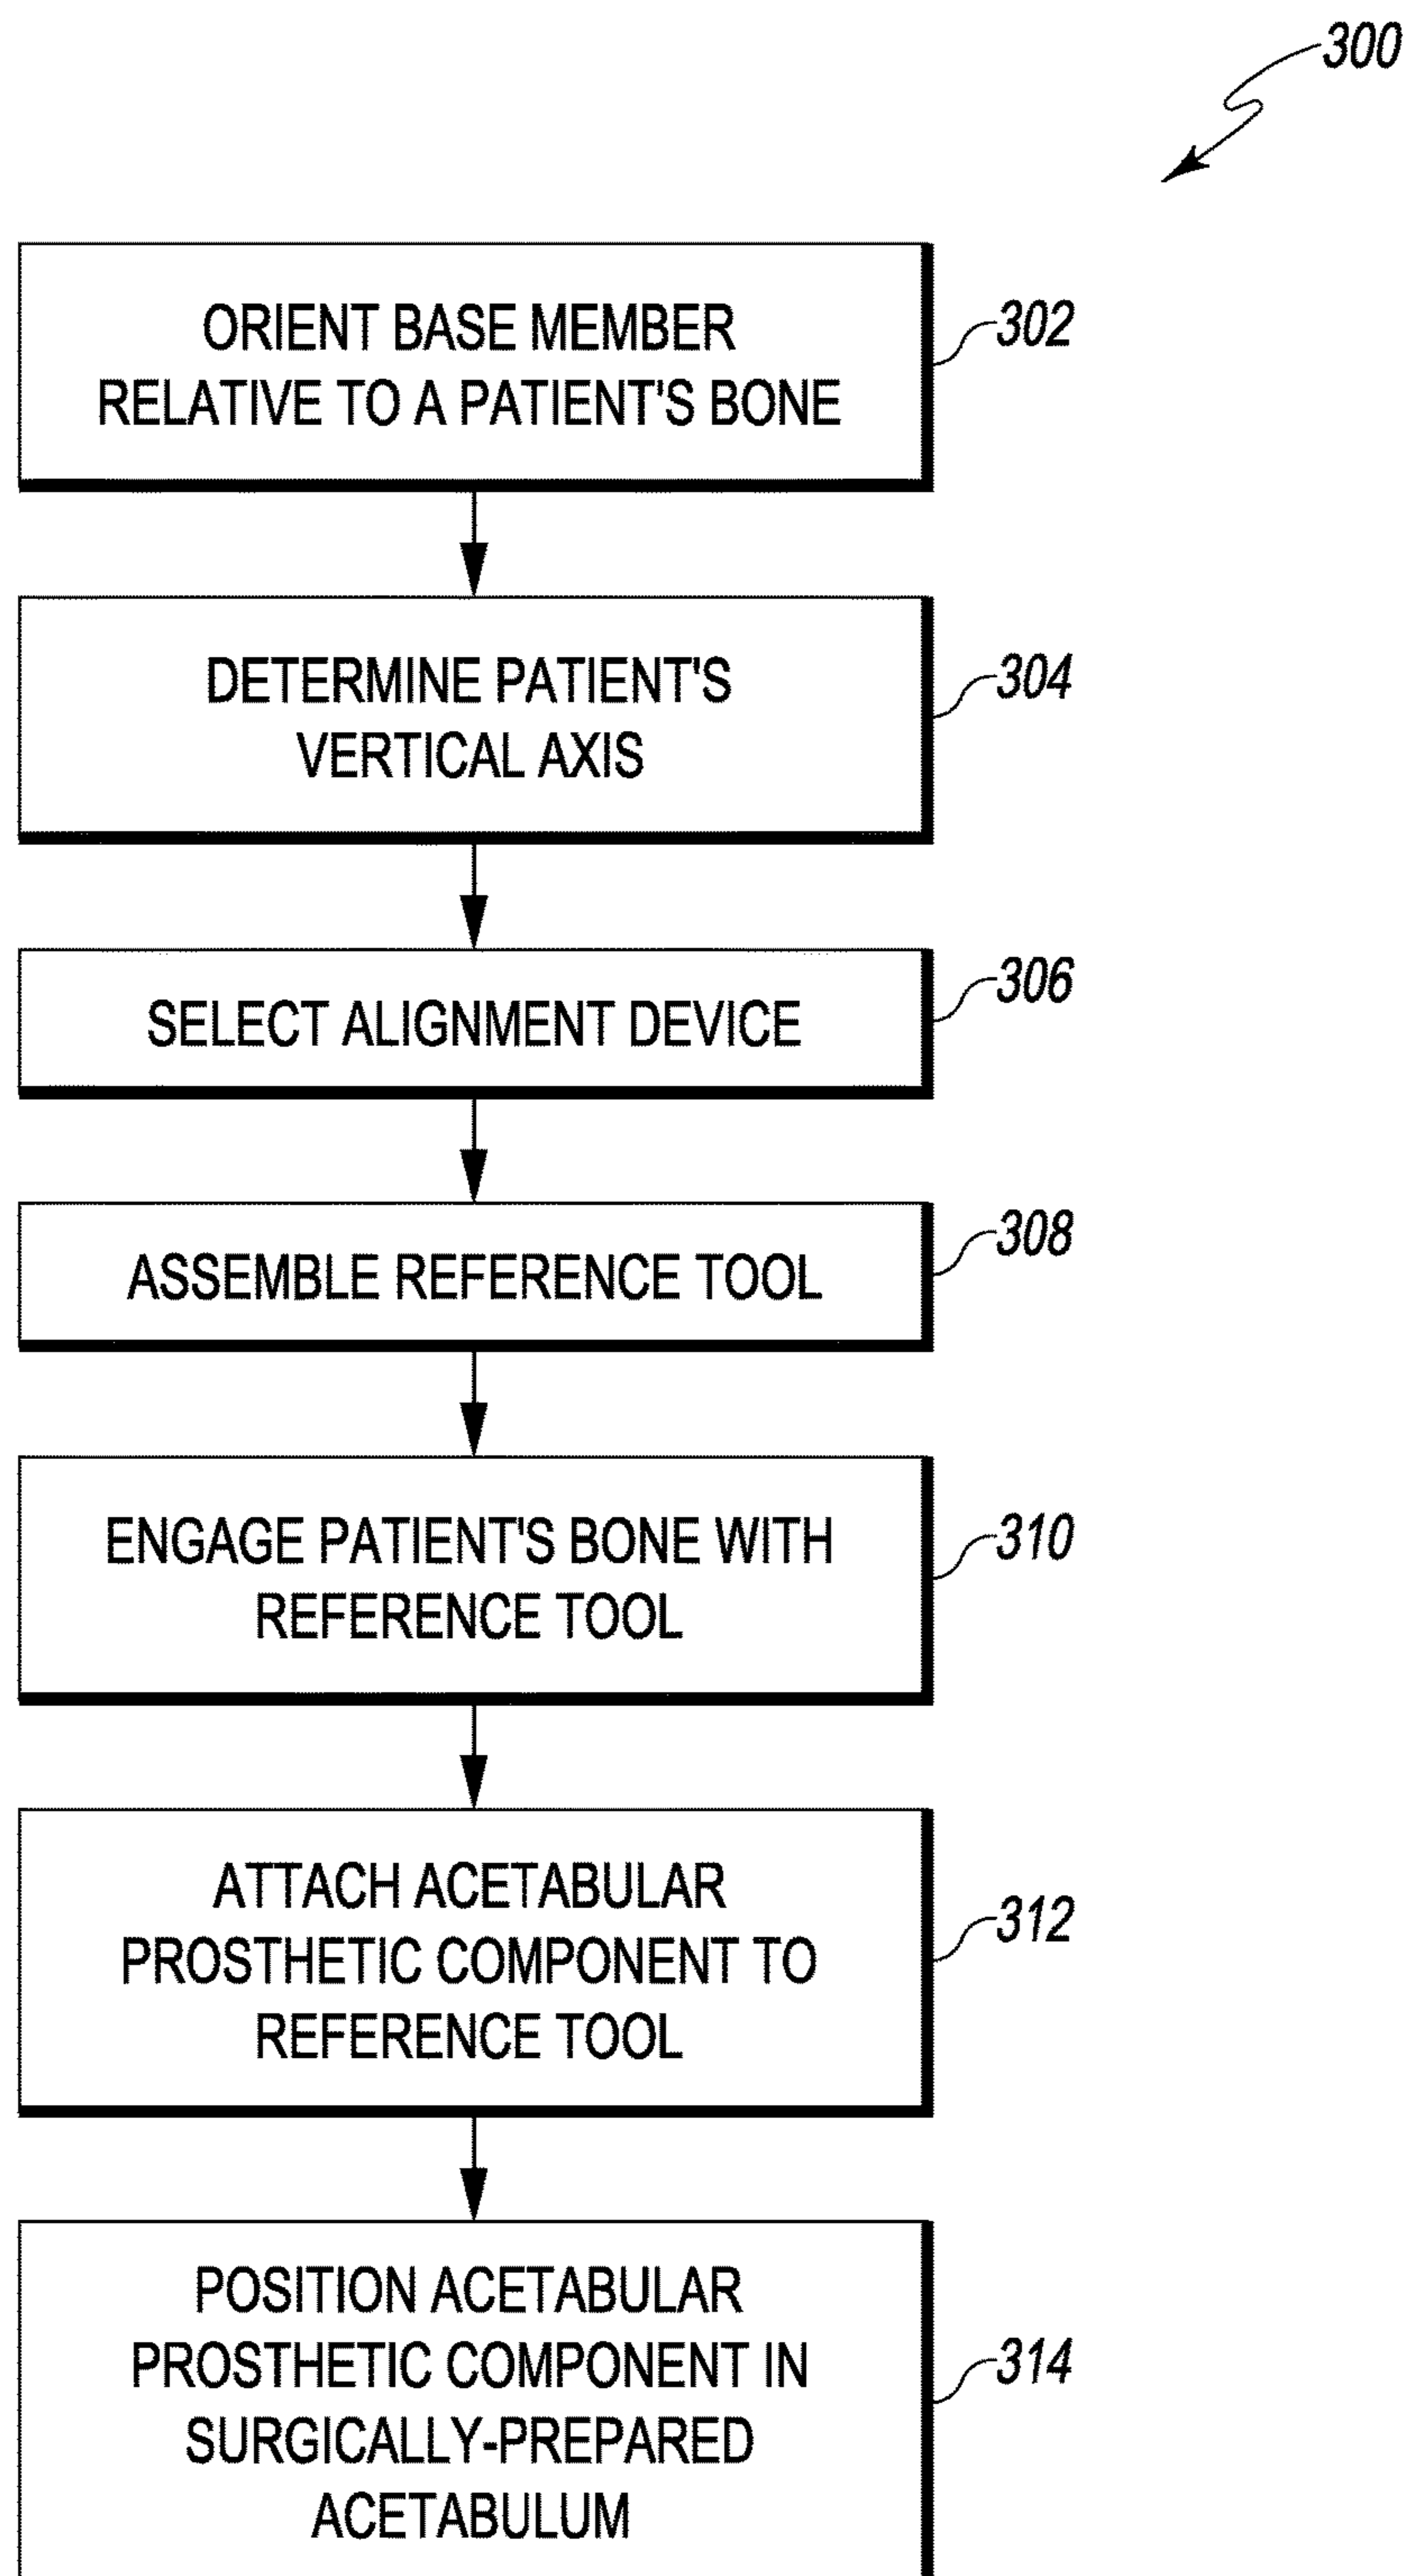 300
ORIENT BASE MEMBER
RELATIVE TO A PATIENT'S BONE
302
DETERMINE PATIENT'S
VERTICAL AXIS
304
SELECT ALIGNMENT DEVICE
306
ASSEMBLE REFERENCE TOOL
308
ENGAGE PATIENT'S BONE WITH
REFERENCE TOOL
310
ATTACH ACETABULAR
PROSTHETIC COMPONENT TO
REFERENCE TOOL
312
POSITION ACETABULAR
PROSTHETIC COMPONENT IN
SURGICALLY-PREPARED
ACETABULUM
314